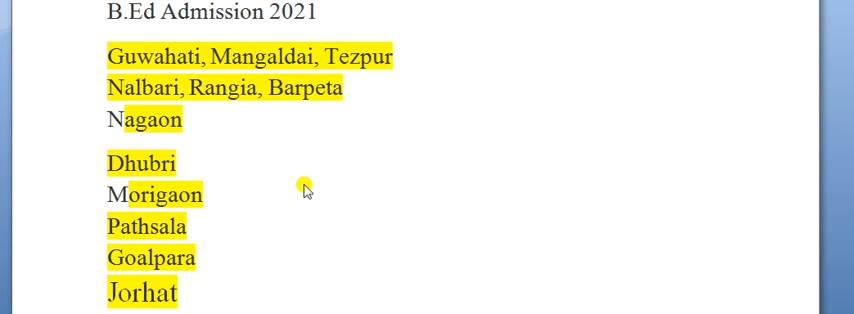 B.Ed Admission 2021
Guwahati, Mangaldai, Tezpur
Nalbari, Rangia, Barpeta
Nagaon
Dhubri
Morigaon
Pathsala
Goalpara
Jorhat